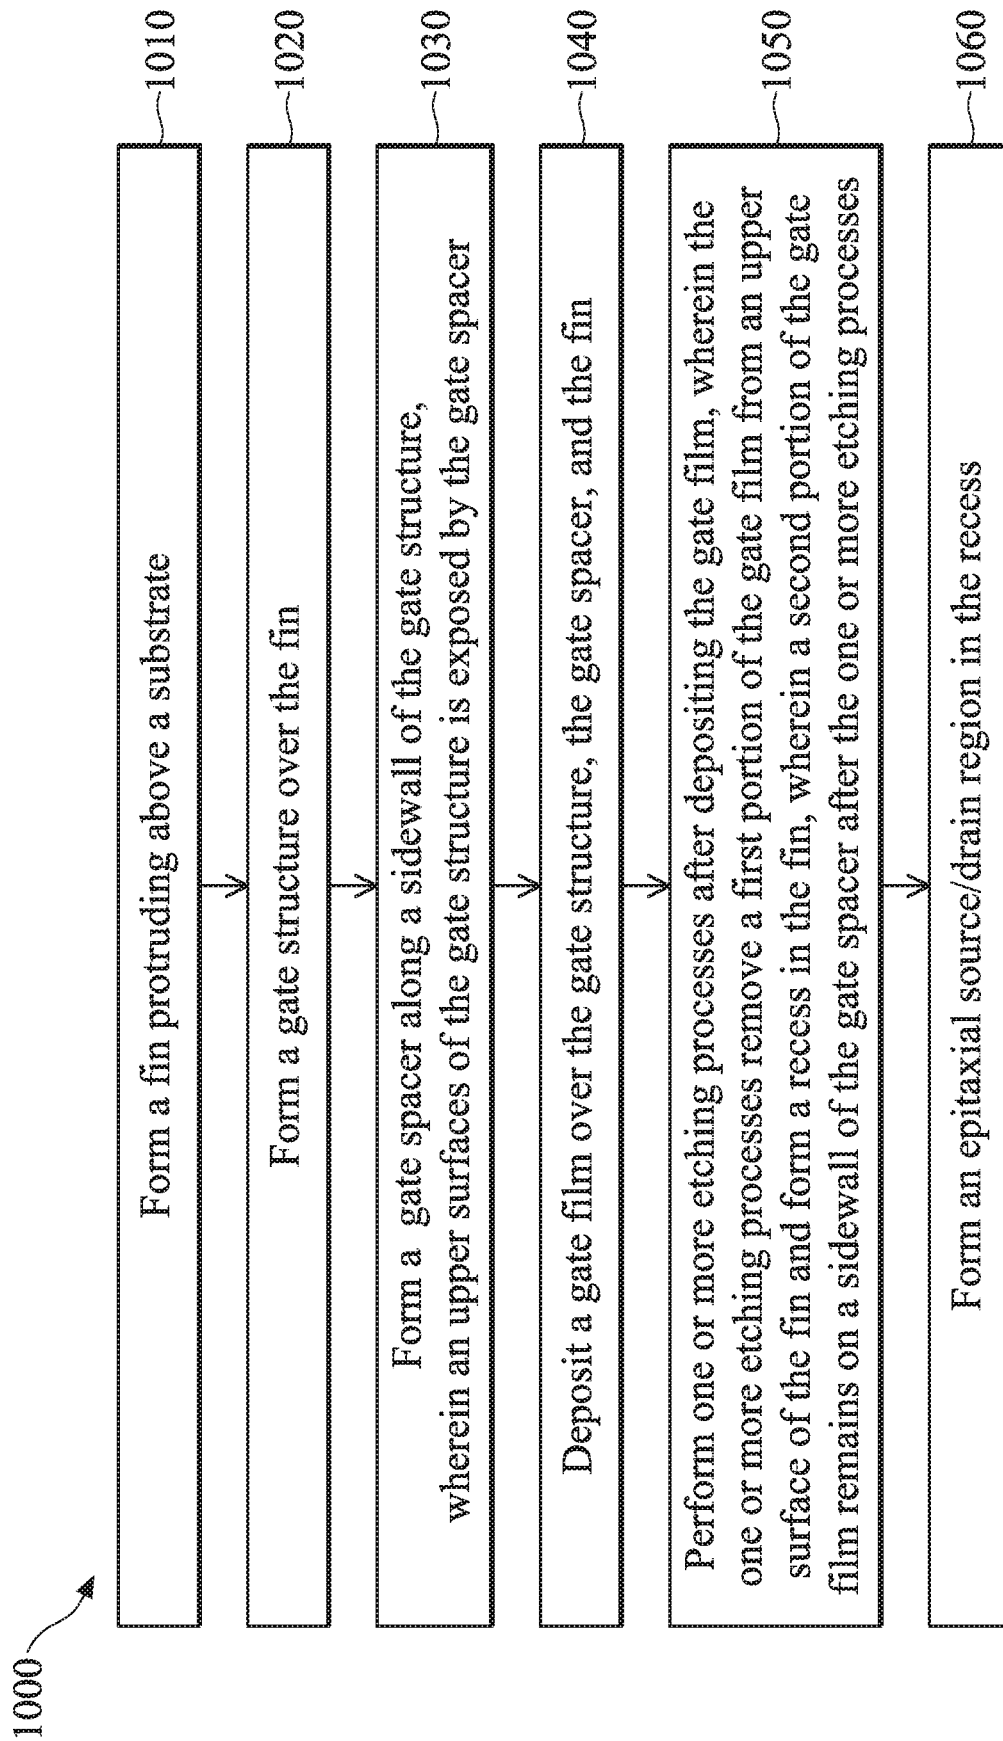 1000
Form a fin protruding above a substrate
1010
Form a gate structure over the fin
1020
Form a gate spacer along a sidewall of the gate structure,
wherein an upper surfaces of the gate structure is exposed by the gate spacer
1030
Deposit a gate film over the gate structure, the gate spacer, and the fin
1040
Perform one or more etching processes after depositing the gate film, wherein the
one or more etching processes remove a first portion of the gate film from an upper
surface of the fin and form a recess in the fin, wherein a second portion of the gate
film remains on a sidewall of the gate spacer after the one or more etching processes
1050
Form an epitaxial source/drain region in the recess
1060